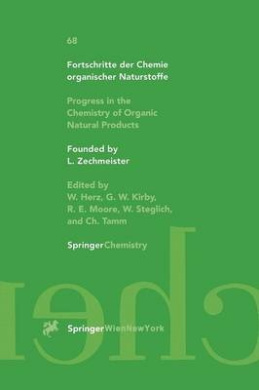 68
Fortschritte der Chemie
organischer Naturstoffe
Progress in the
Chemistry of Organic
Natural Products
Founded by
L. Zechmeister
Edited by
W. Herz, G. W. Kirby,
R. E. Moore, W. Steglich,
and Ch. Tamm
SpringerChemistry
SpringerWienNewYork